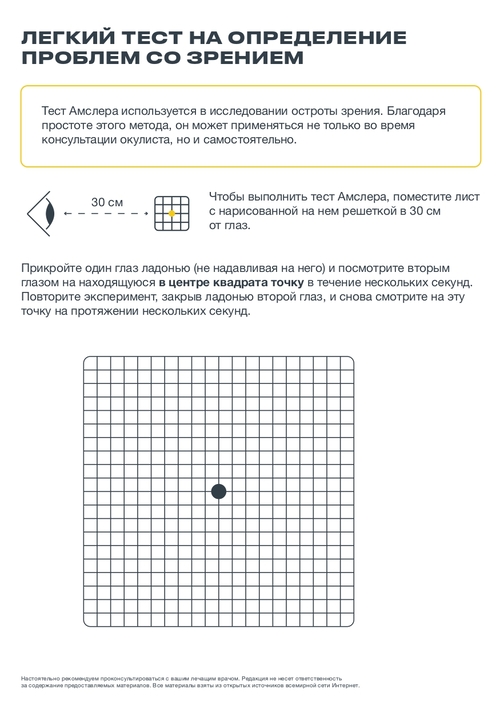 ЛЕГКИЙ ТЕСТ НА ОПРЕДЕЛЕНИЕ
ПРОБЛЕМ СО ЗРЕНИЕМ
Тест Амслера используется в исследовании остроты зрения. Благодаря
простоте этого метода, он может применяться не только во время
консультации окулиста, но и самостоятельно.
30 см
Чтобы выполнить тест Амслера, поместите лист
с нарисованной на нем решеткой в 30 см
от глаз.
Прикройте один глаз ладонью (не надавливая на него) и посмотрите вторым
глазом на находящуюся в центре квадрата точку в течение нескольких секунд.
Повторите эксперимент, закрыв ладонью второй глаз, и снова смотрите на эту
точку на протяжении нескольких секунд.
Настоятельно рекомендуем проконсультироваться с вашим лечащим врачом. Редакция не несет ответственность
за содержание предоставляемых материалов. Все материалы взяты из открытых источников всемирной сети Интернет.